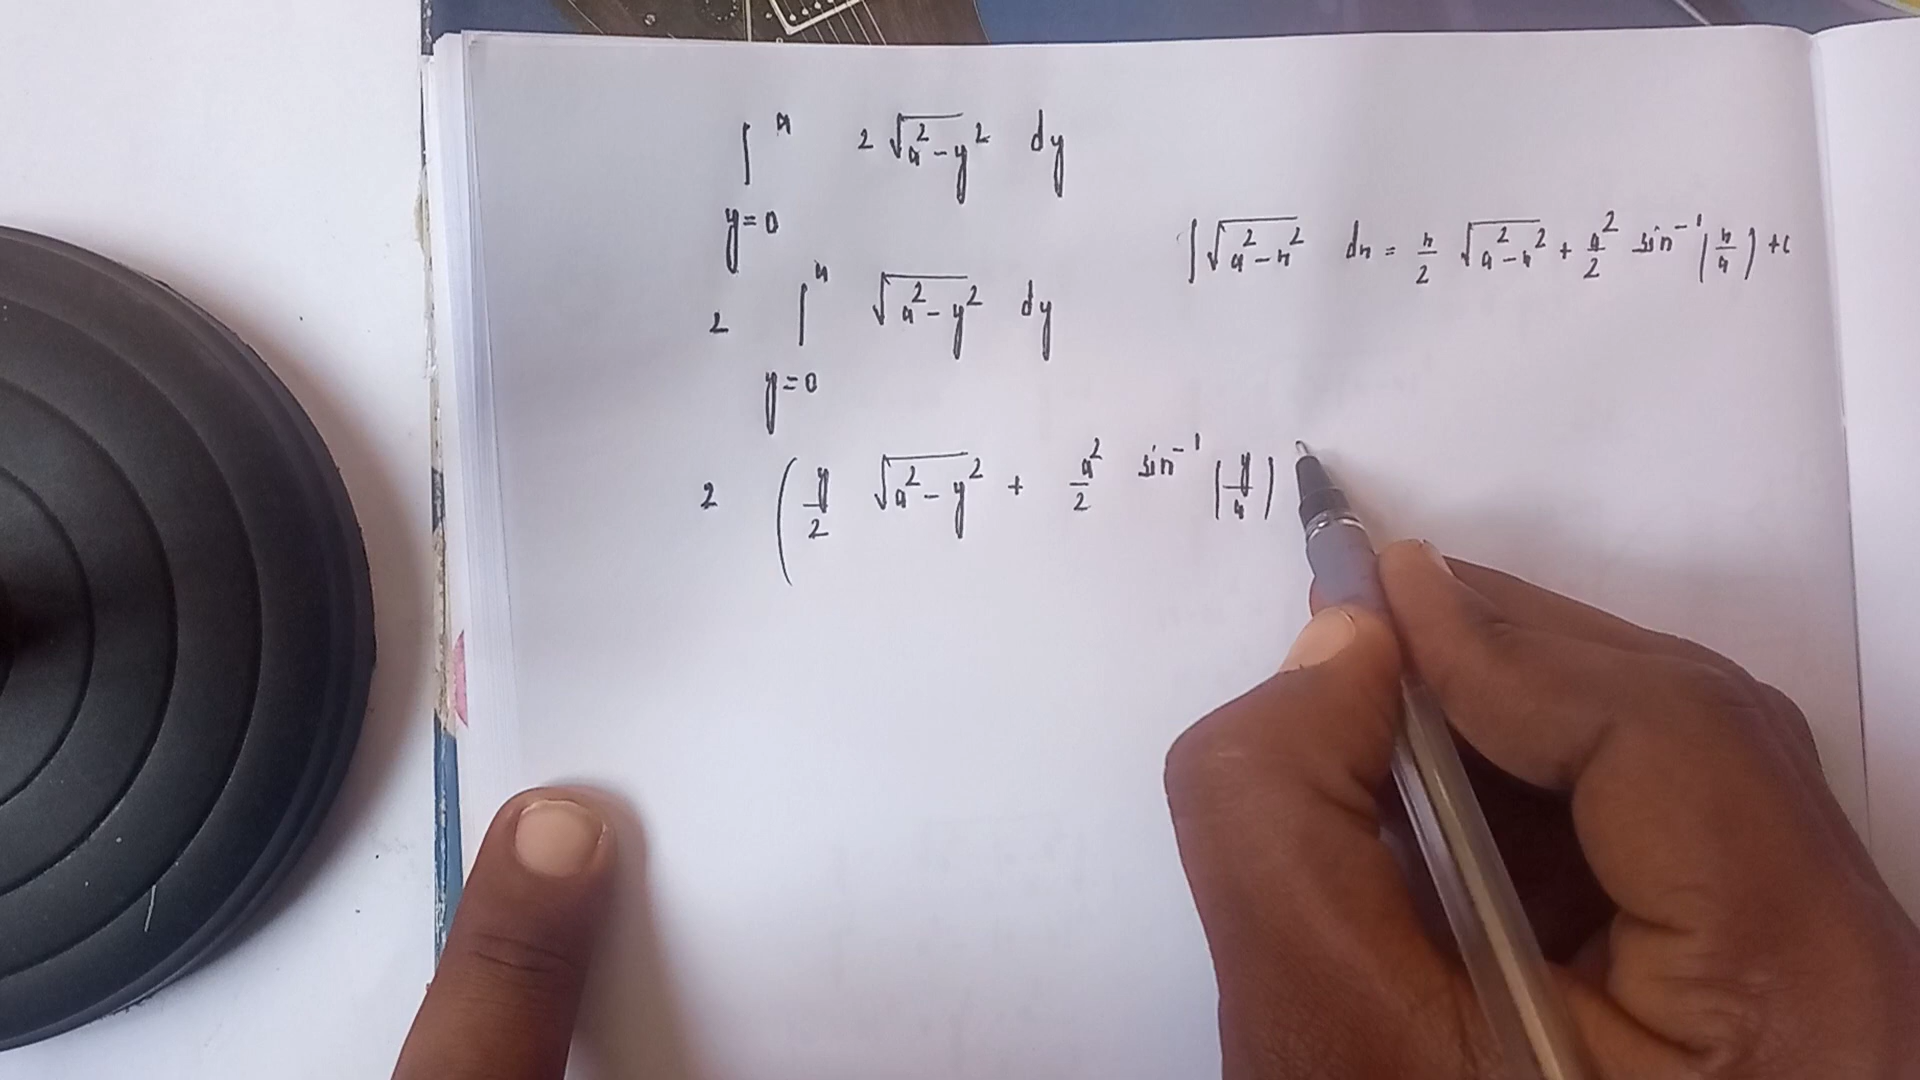 ∫ᵃ 2 √a²-y² dy
y=0
∫√a²-x² dx = x/2 √a²-x² + a²/2 sin⁻¹(x/a) +c
2 ∫ᵃ √a²-y² dy
y=0
2 ( y/2 √a²-y² + a²/2 sin⁻¹(y/a)